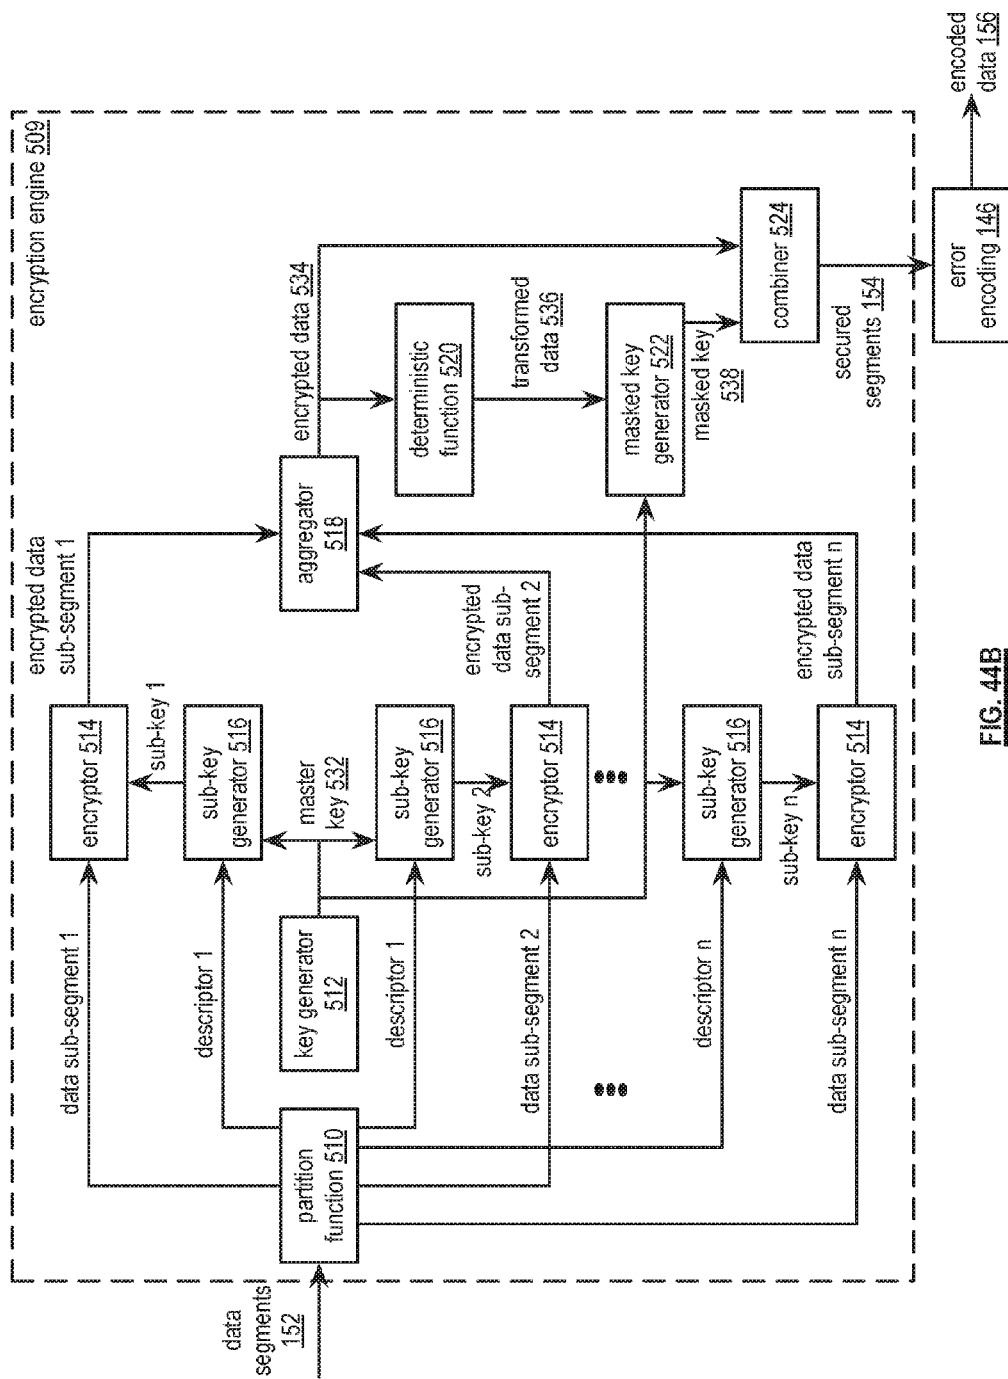 encryption engine 509
data
segments
152
partition
function 510
data sub-segment 1
descriptor 1
key generator
512
descriptor 1
data sub-segment 2
descriptor n
data sub-segment n
encryptor 514
sub-key 1
sub-key
generator 516
master
key 532
sub-key
generator 516
sub-key 2
encryptor 514
sub-key
generator 516
sub-key n
encryptor 514
encrypted data
sub-segment 1
encrypted
data sub-
segment 2
encrypted data
sub-segment n
aggregator
518
encrypted data 534
deterministic
function 520
transformed
data 536
masked key
generator 522
masked key
538
combiner 524
secured
segments 154
error
encoding 146
encoded
data 156
FIG. 44B